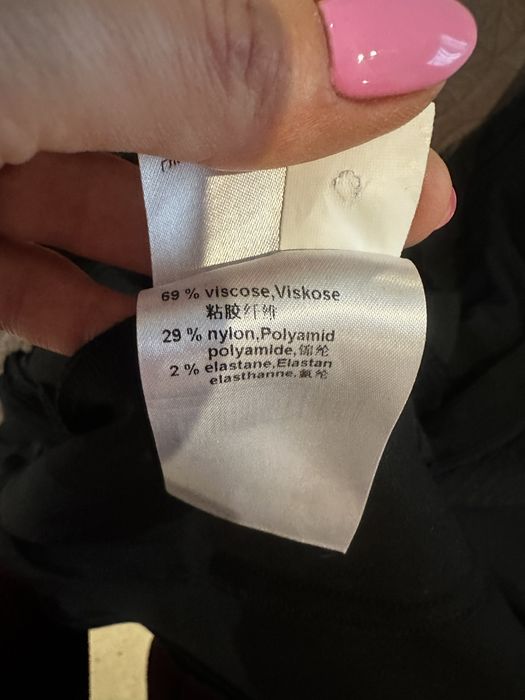 69 % viscose,Viskose
粘胶纤维
29 % nylon,Polyamid
polyamide,锦纶
2 % elastane,Elastan
elasthanne,氨纶